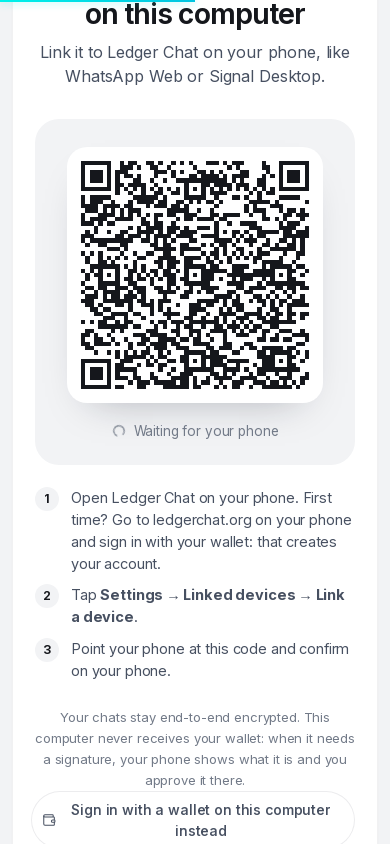 on this computer
Link it to Ledger Chat on your phone, like
WhatsApp Web or Signal Desktop.
Waiting for your phone
1 Open Ledger Chat on your phone. First
time? Go to ledgerchat.org on your phone
and sign in with your wallet: that creates
your account.
2 Tap Settings → Linked devices → Link
a device.
3 Point your phone at this code and confirm
on your phone.
Your chats stay end-to-end encrypted. This
computer never receives your wallet: when it needs
a signature, your phone shows what it is and you
approve it there.
Sign in with a wallet on this computer
instead